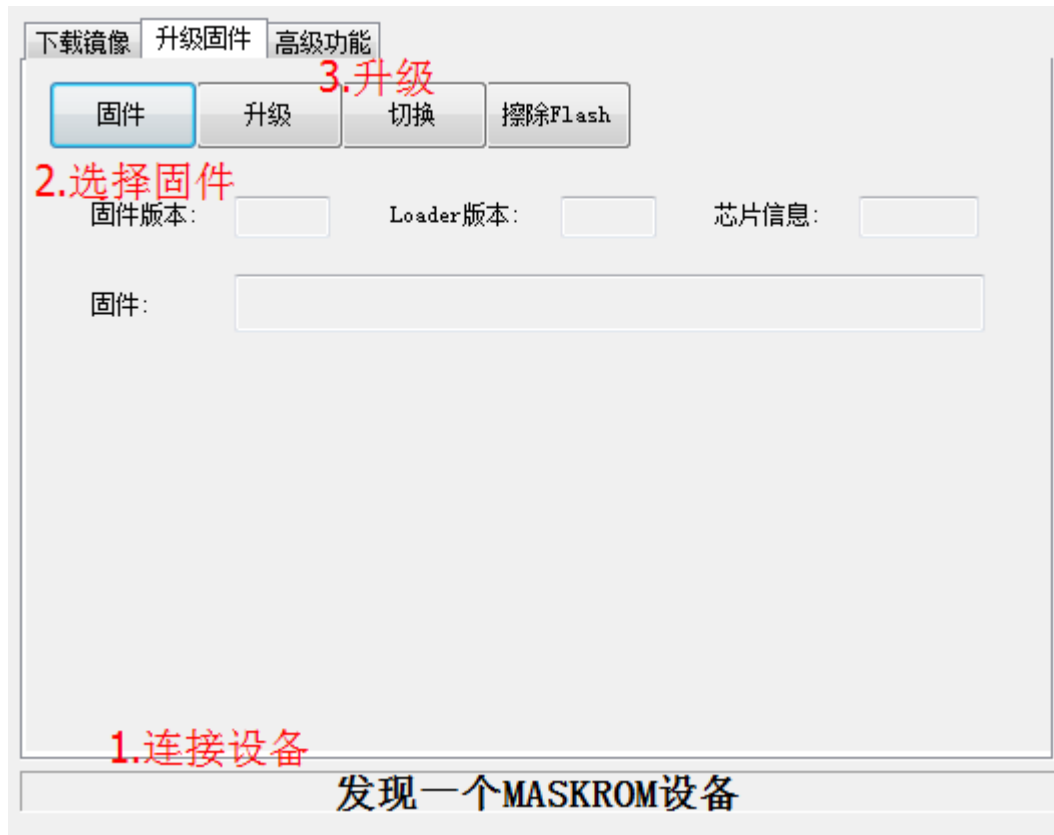 下载镜像 升级固件 高级功能
3.升级
固件 升级 切换 擦除Flash
2.选择固件
固件版本: Loader版本: 芯片信息:
固件:
1.连接设备
发现一个MASKROM设备